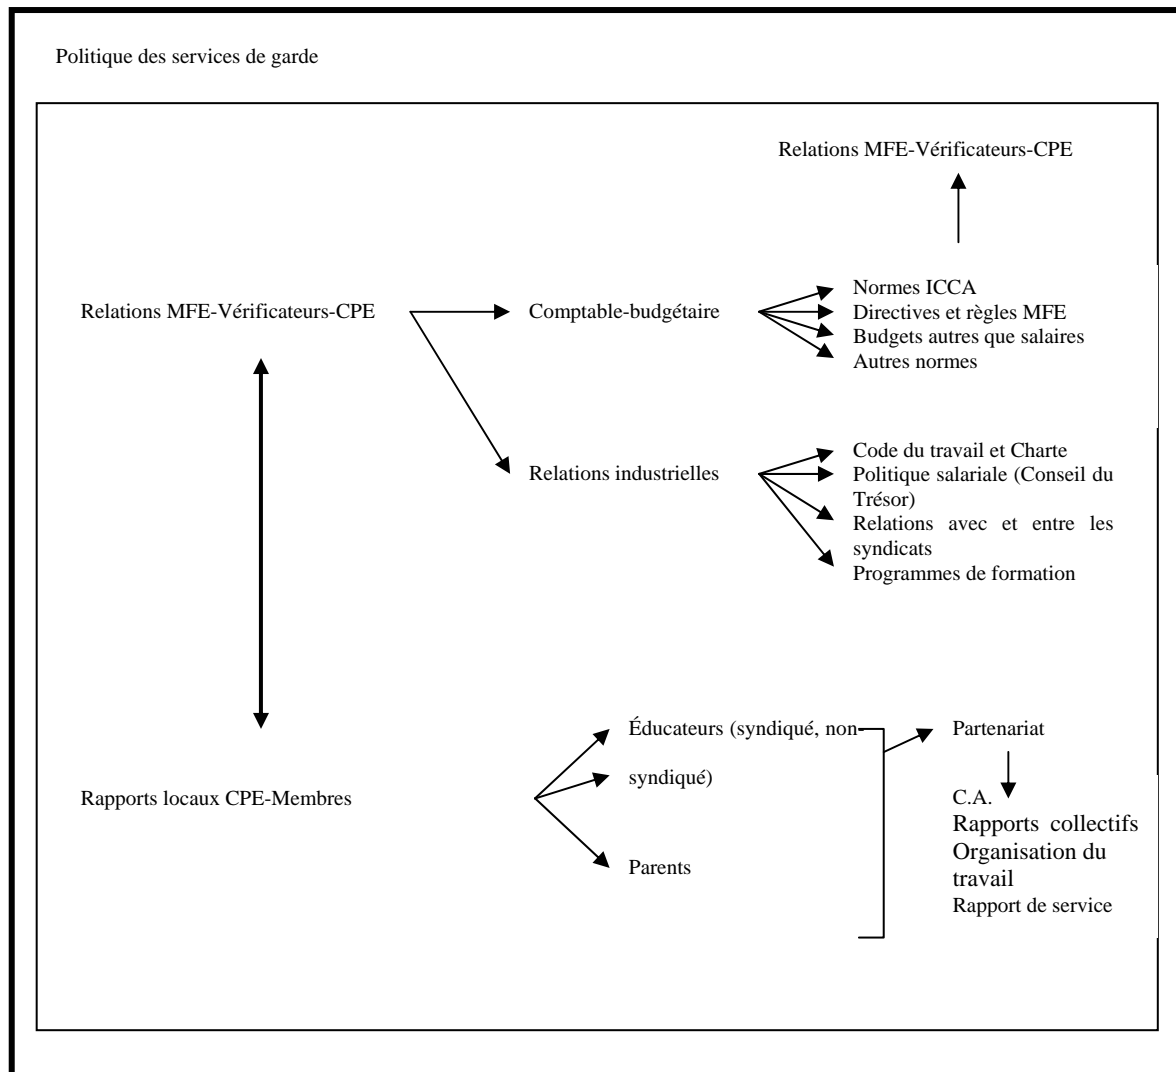 Politique des services de garde
Relations MFE-Vérificateurs-CPE
Relations MFE-Vérificateurs-CPE
Comptable-budgétaire
Normes ICCA
Directives et règles MFE
Budgets autres que salaires
Autres normes
Relations industrielles
Code du travail et Charte
Politique salariale (Conseil du
Trésor)
Relations avec et entre les
syndicats
Programmes de formation
Rapports locaux CPE-Membres
Éducateurs (syndiqué, non-
syndiqué)
Parents
Partenariat
C.A.
Rapports collectifs
Organisation du
travail
Rapport de service